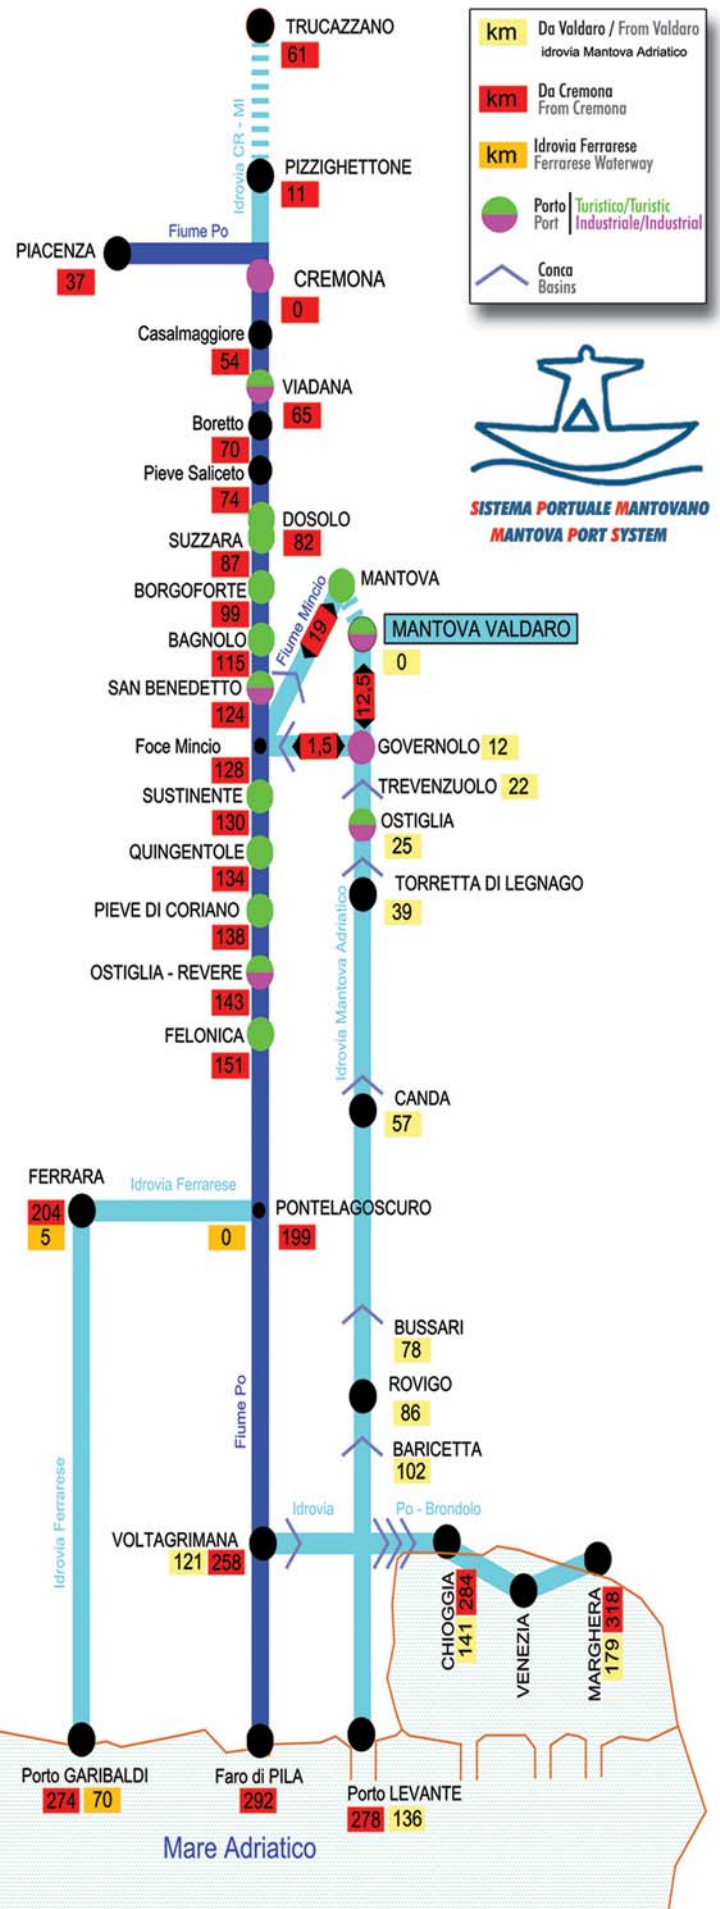 TRUCAZZANO
61
Idrovia CR - MI
PIZZIGHETTONE
11
Fiume Po
PIACENZA
37
CREMONA
0
Casalmaggiore
54
VIADANA
65
Boretto
70
Pieve Saliceto
74
DOSOLO
82
SUZZARA
87
BORGOFORTE
99
BAGNOLO
115
SAN BENEDETTO
124
Foce Mincio
128
SUSTINENTE
130
QUINGENTOLE
134
PIEVE DI CORIANO
138
OSTIGLIA - REVERE
143
FELONICA
151
km
Da Valdaro / From Valdaro
idrovia Mantova Adriatico
km
Da Cremona
From Cremona
km
Idrovia Ferrarese
Ferrarese Waterway
Porto
Port
Turistico/Turistic
Industriale/Industrial
Conca
Basins
SISTEMA PORTUALE MANTOVANO
MANTOVA PORT SYSTEM
MANTOVA
Fiume Mincio
19
MANTOVA VALDARO
0
12,5
1,5
GOVERNOLO 12
TREVENZUOLO 22
OSTIGLIA
25
TORRETTA DI LEGNAGO
39
Idrovia Mantova Adriatico
CANDA
57
FERRARA
204
5
Idrovia Ferrarese
PONTELAGOSCURO
0
199
BUSSARI
78
ROVIGO
86
BARICETTA
102
Fiume Po
Idrovia Ferrarese
Idrovia Po - Brondolo
VOLTAGRIMANA
121 258
CHIOGGIA
141 284
VENEZIA
MARGHERA
179 318
Porto GARIBALDI
274 70
Faro di PILA
292
Porto LEVANTE
278 136
Mare Adriatico